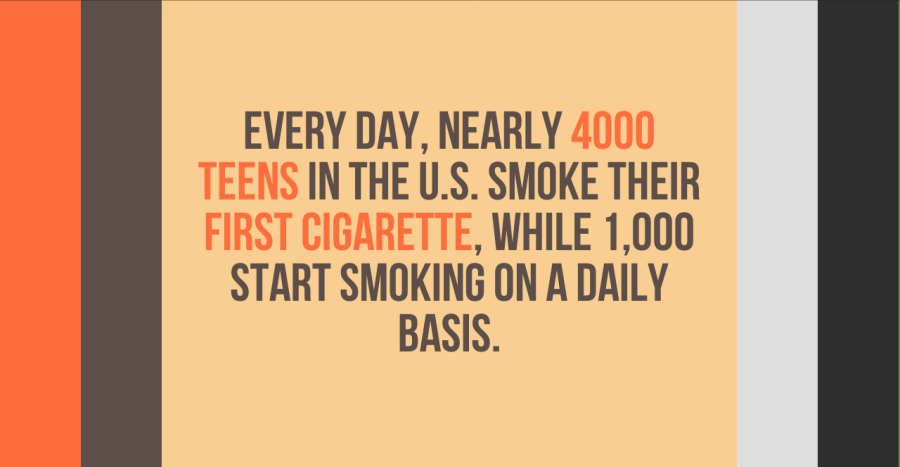 EVERY DAY, NEARLY 4000
TEENS IN THE U.S. SMOKE THEIR
FIRST CIGARETTE, WHILE 1,000
START SMOKING ON A DAILY
BASIS.